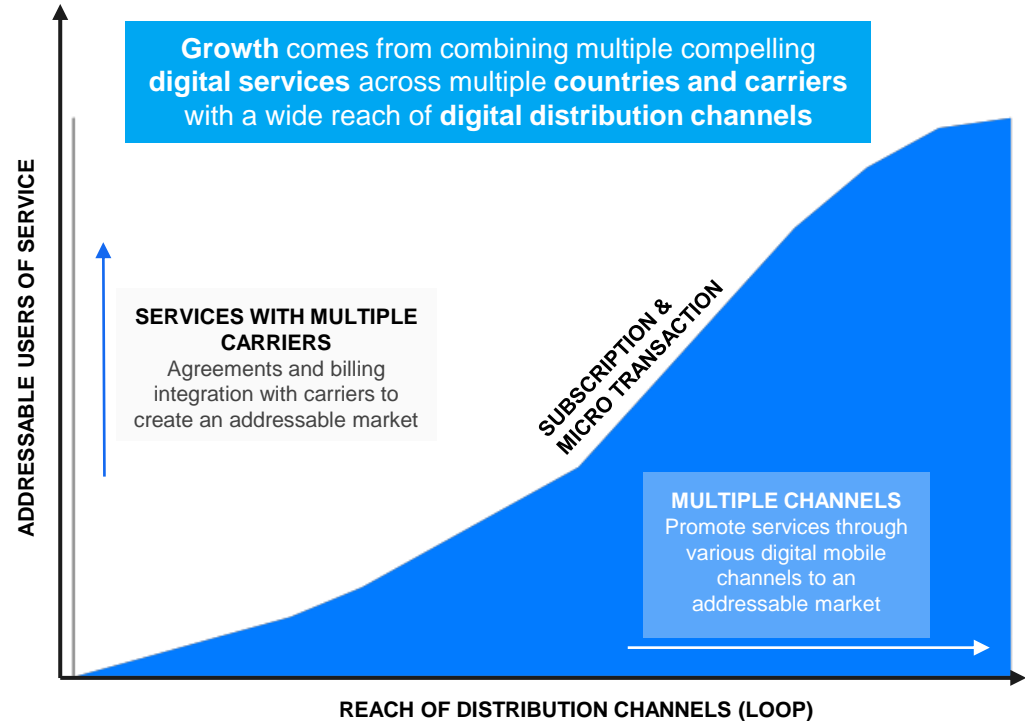 Growth comes from combining multiple compelling
digital services across multiple countries and carriers
with a wide reach of digital distribution channels
ADDRESSABLE USERS OF SERVICE
SERVICES WITH MULTIPLE
CARRIERS
Agreements and billing
integration with carriers to
create an addressable market
SUBSCRIPTION &
MICRO TRANSACTION
MULTIPLE CHANNELS
Promote services through
various digital mobile
channels to an
addressable market
REACH OF DISTRIBUTION CHANNELS (LOOP)